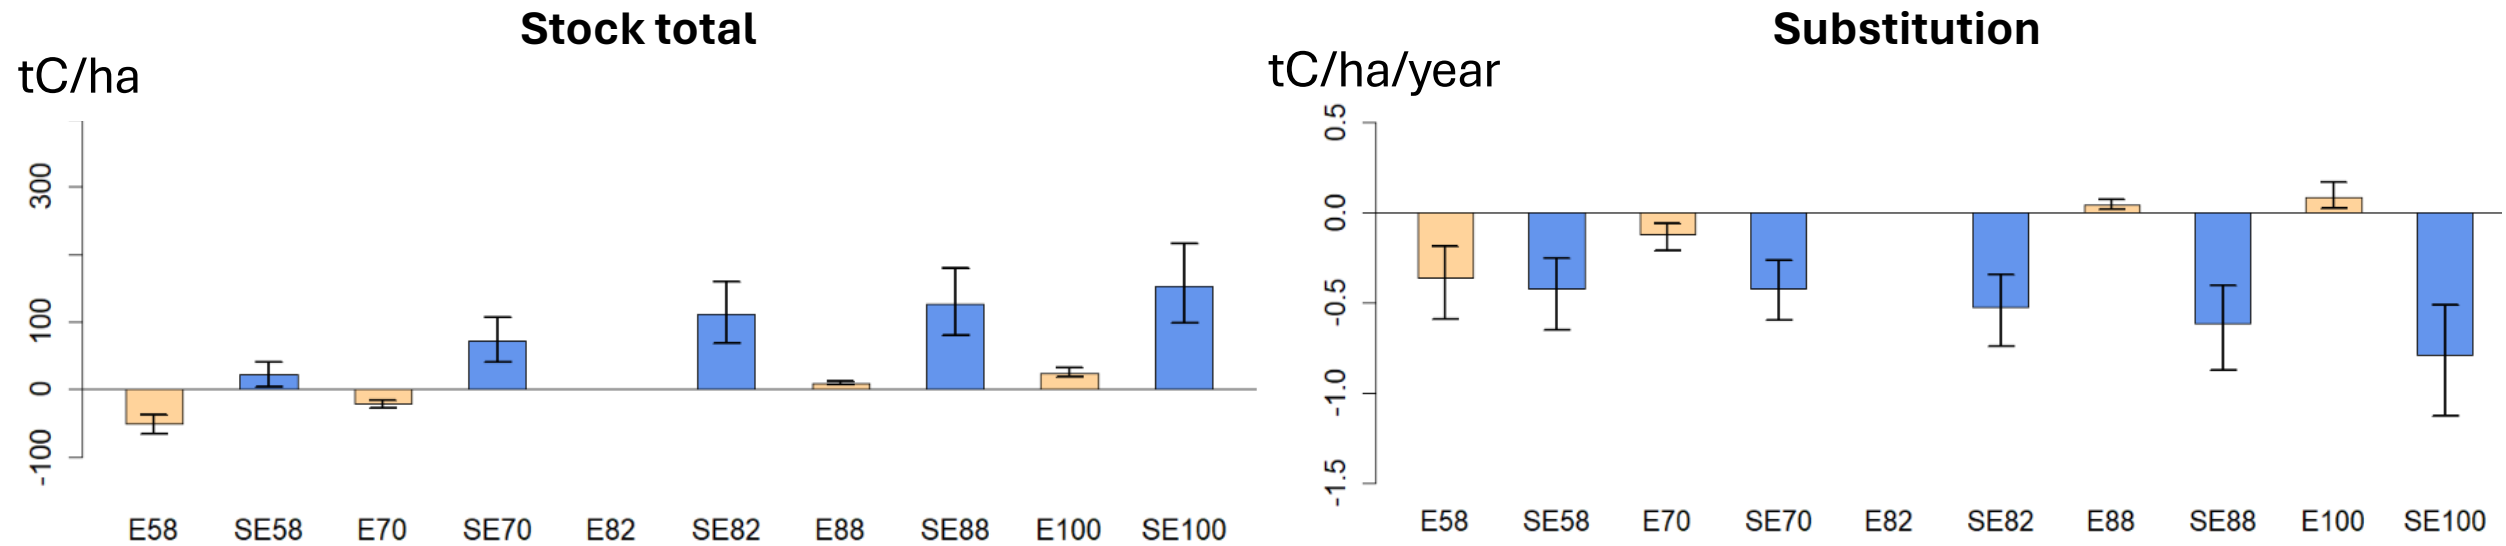 Stock total
tC/ha
300
100
0
-100
E58 SE58 E70 SE70 E82 SE82 E88 SE88 E100 SE100
Substitution
tC/ha/year
0.5
0.0
-0.5
-1.0
-1.5
E58 SE58 E70 SE70 E82 SE82 E88 SE88 E100 SE100